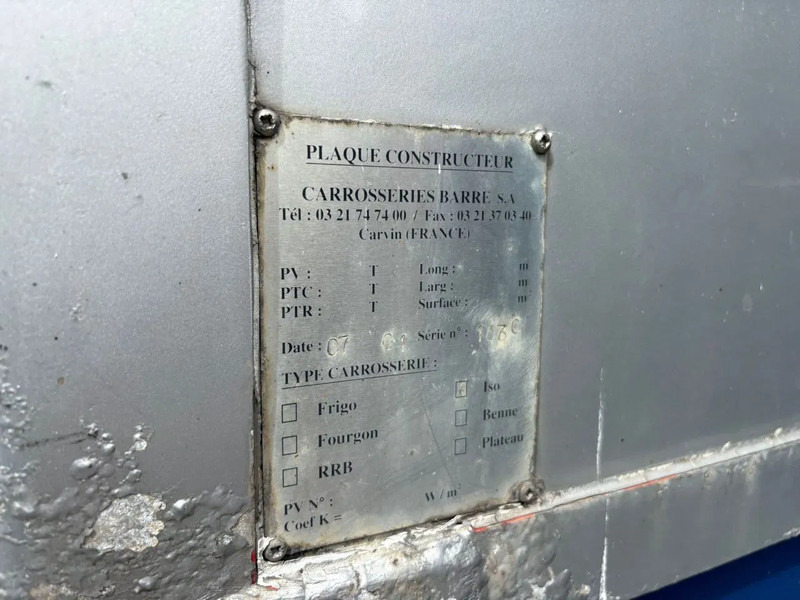 PLAQUE CONSTRUCTEUR
CARROSSERIES BARRE S.A
Tél : 03 21 74 74 00 / Fax : 03 21 37 03 40
Carvin (FRANCE)
PV : T Long : m
PTC : T Larg : m
PTR : T Surface : m²
Date : 07 Série n° :
TYPE CARROSSERIE :
Frigo Iso
Fourgon Benne
RRB Plateau
PV N° : W / m²
Coef K =